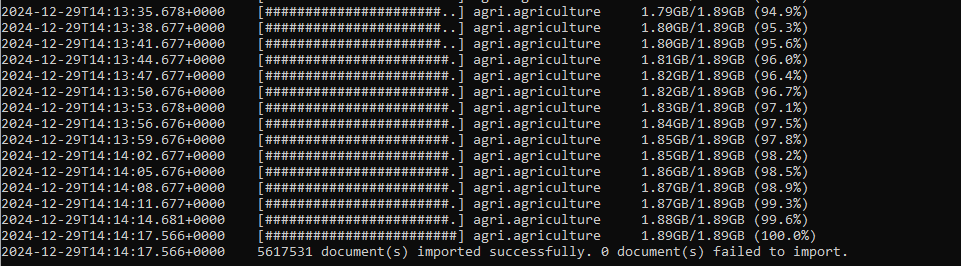 2024-12-29T14:13:35.678+0000 [######################..] agri.agriculture 1.79GB/1.89GB (94.9%)
2024-12-29T14:13:38.677+0000 [######################..] agri.agriculture 1.80GB/1.89GB (95.3%)
2024-12-29T14:13:41.677+0000 [######################..] agri.agriculture 1.80GB/1.89GB (95.6%)
2024-12-29T14:13:44.677+0000 [#######################.] agri.agriculture 1.81GB/1.89GB (96.0%)
2024-12-29T14:13:47.677+0000 [#######################.] agri.agriculture 1.82GB/1.89GB (96.4%)
2024-12-29T14:13:50.676+0000 [#######################.] agri.agriculture 1.82GB/1.89GB (96.7%)
2024-12-29T14:13:53.678+0000 [#######################.] agri.agriculture 1.83GB/1.89GB (97.1%)
2024-12-29T14:13:56.676+0000 [#######################.] agri.agriculture 1.84GB/1.89GB (97.5%)
2024-12-29T14:13:59.676+0000 [#######################.] agri.agriculture 1.85GB/1.89GB (97.8%)
2024-12-29T14:14:02.677+0000 [#######################.] agri.agriculture 1.85GB/1.89GB (98.2%)
2024-12-29T14:14:05.676+0000 [#######################.] agri.agriculture 1.86GB/1.89GB (98.5%)
2024-12-29T14:14:08.677+0000 [#######################.] agri.agriculture 1.87GB/1.89GB (98.9%)
2024-12-29T14:14:11.677+0000 [#######################.] agri.agriculture 1.87GB/1.89GB (99.3%)
2024-12-29T14:14:14.681+0000 [#######################.] agri.agriculture 1.88GB/1.89GB (99.6%)
2024-12-29T14:14:17.566+0000 [########################] agri.agriculture 1.89GB/1.89GB (100.0%)
2024-12-29T14:14:17.566+0000 5617531 document(s) imported successfully. 0 document(s) failed to import.